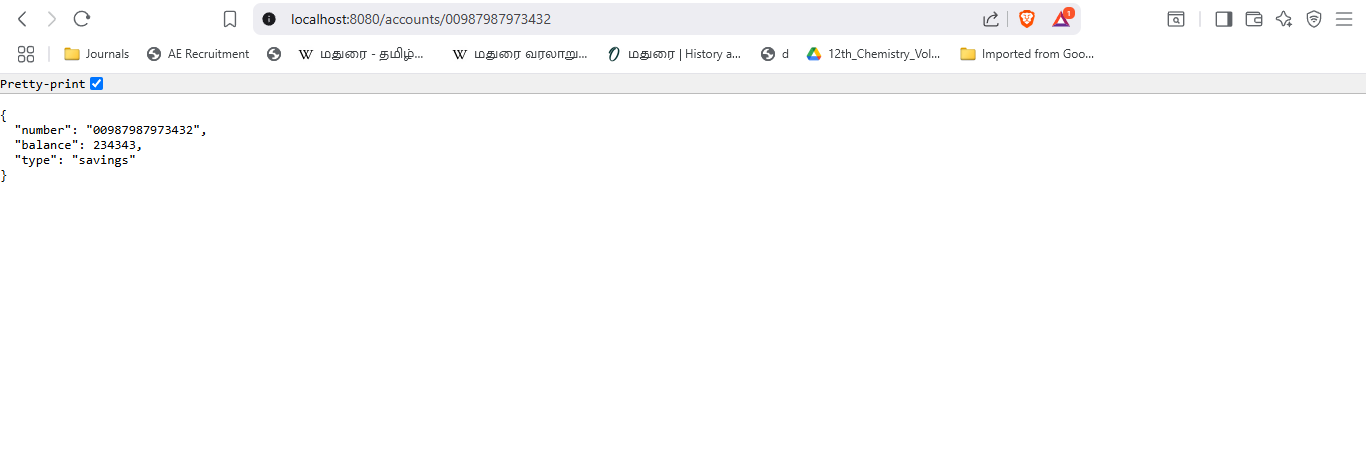 localhost:8080/accounts/00987987973432
1
Journals AE Recruitment மதுரை - தமிழ்... மதுரை வரலாறு... மதுரை | History a... d 12th_Chemistry_Vol... Imported from Goo...
Pretty-print
{
"number": "00987987973432",
"balance": 234343,
"type": "savings"
}